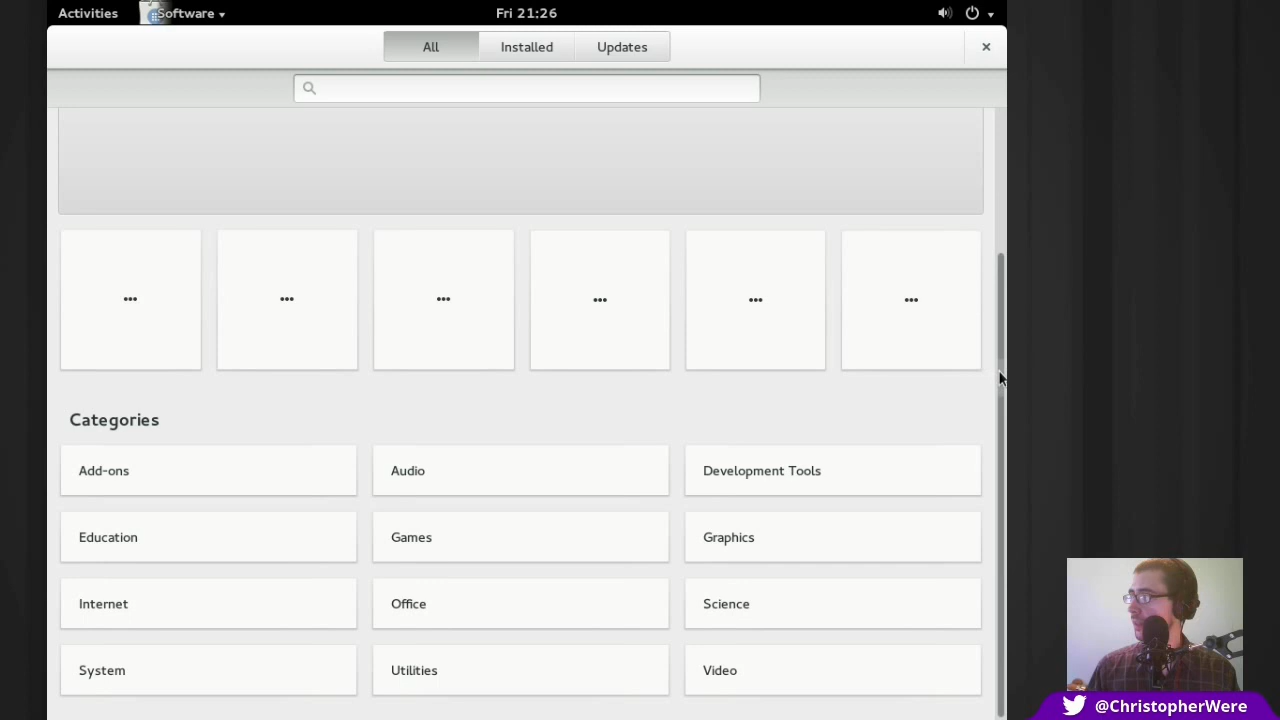 Activities Software Fri 21:26
All Installed Updates
... ... ... ... ... ...
Categories
Add-ons Audio Development Tools
Education Games Graphics
Internet Office Science
System Utilities Video
@ChristopherWere